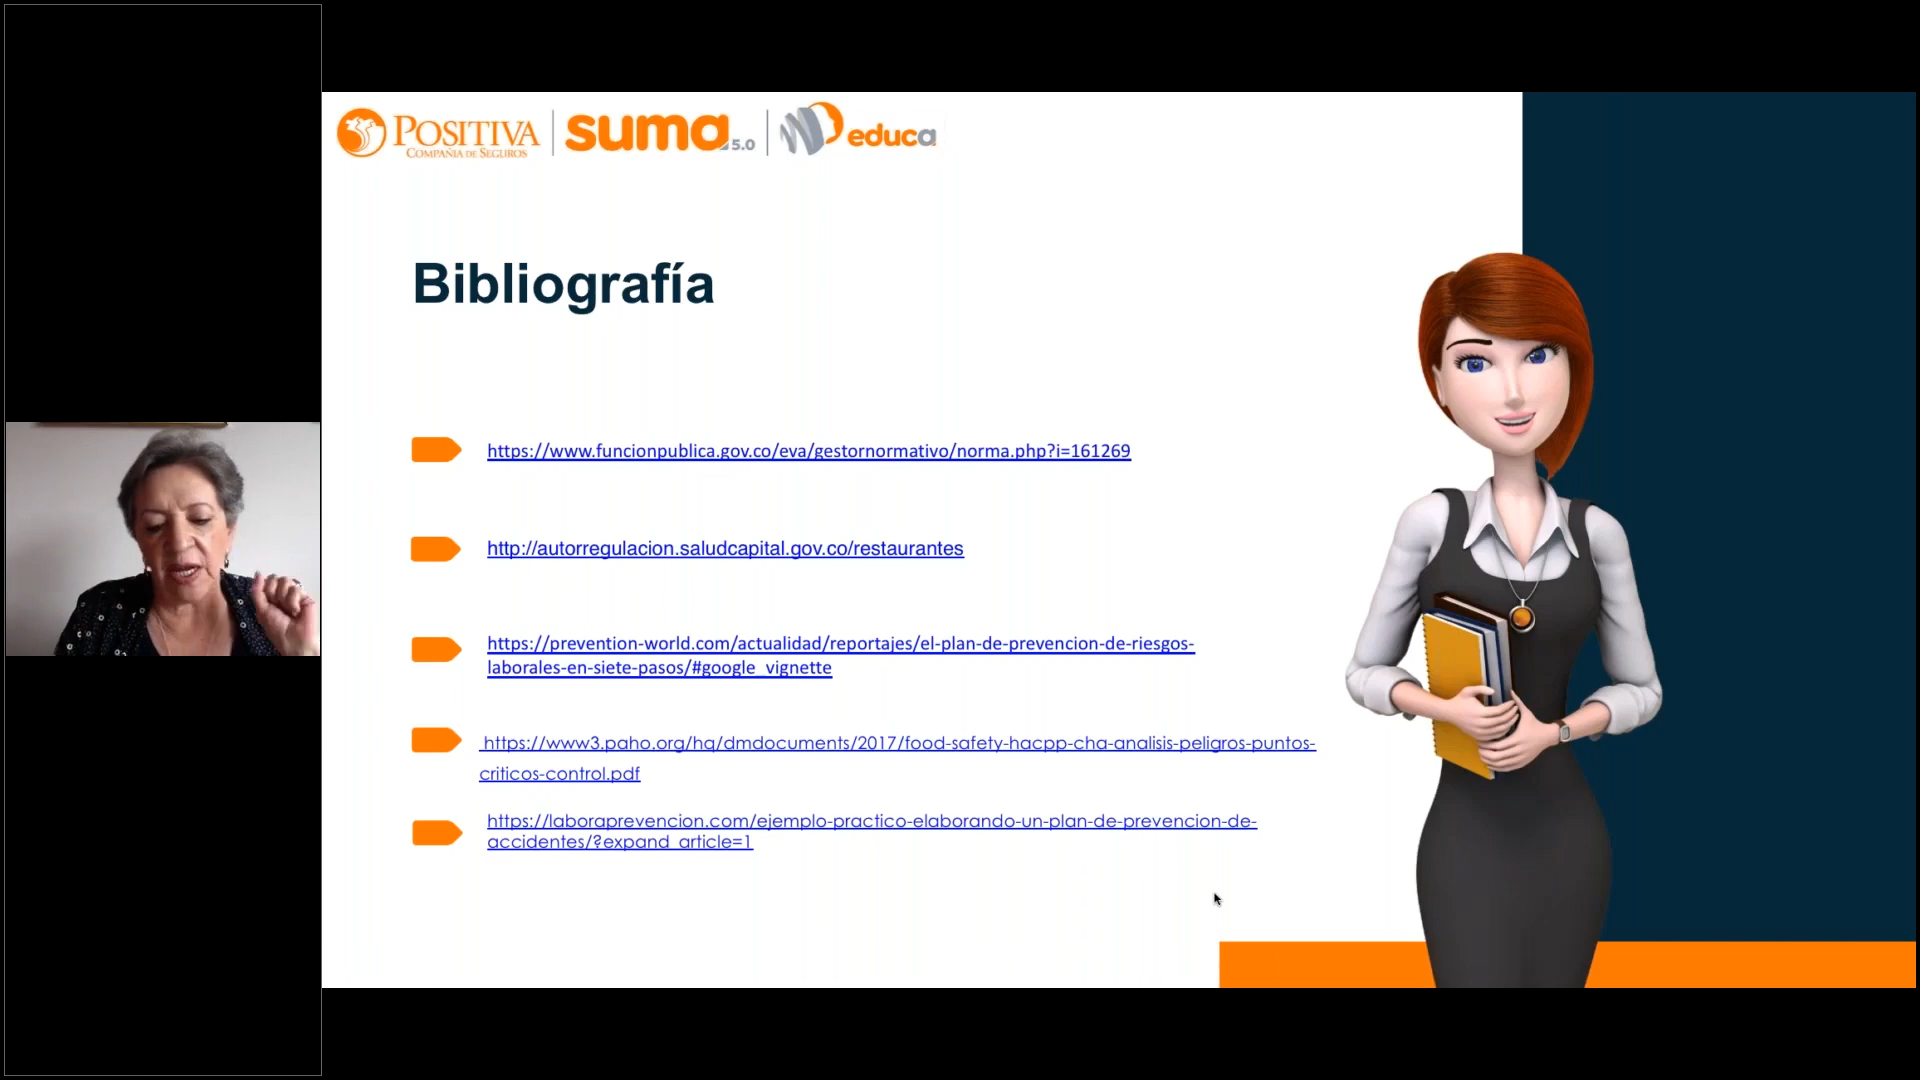 POSITIVA
COMPAÑIA DE SEGUROS
suma 5.0
educa
Bibliografía
https://www.funcionpublica.gov.co/eva/gestornormativo/norma.php?i=161269
http://autorregulacion.saludcapital.gov.co/restaurantes
https://prevention-world.com/actualidad/reportajes/el-plan-de-prevencion-de-riesgos-
laborales-en-siete-pasos/#google_vignette
https://www3.paho.org/hq/dmdocuments/2017/food-safety-hacpp-cha-analisis-peligros-puntos-
criticos-control.pdf
https://laboraprevencion.com/ejemplo-practico-elaborando-un-plan-de-prevencion-de-
accidentes/?expand_article=1